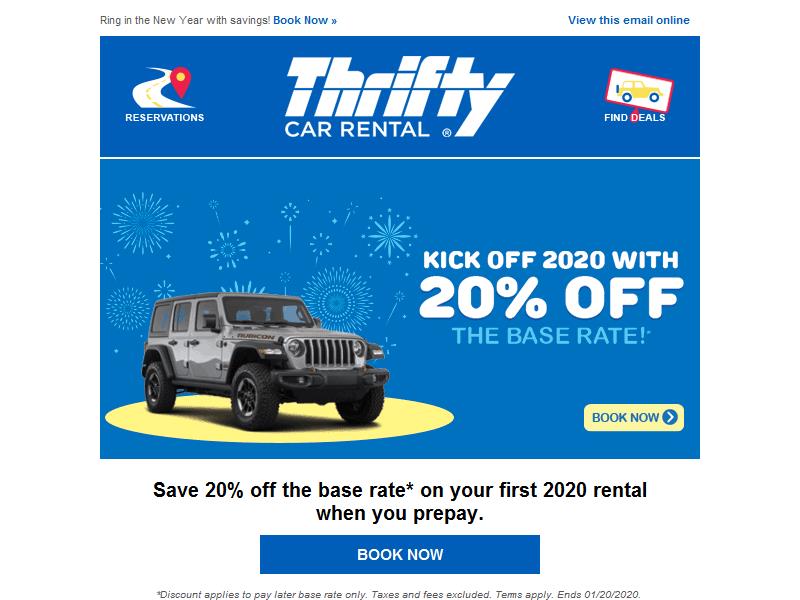 Ring in the New Year with savings! Book Now »
View this email online
RESERVATIONS
Thrifty
CAR RENTAL ®
FIND DEALS
KICK OFF 2020 WITH
20% OFF
THE BASE RATE!*
RUBICON
BOOK NOW
Save 20% off the base rate* on your first 2020 rental
when you prepay.
BOOK NOW
*Discount applies to pay later base rate only. Taxes and fees excluded. Terms apply. Ends 01/20/2020.